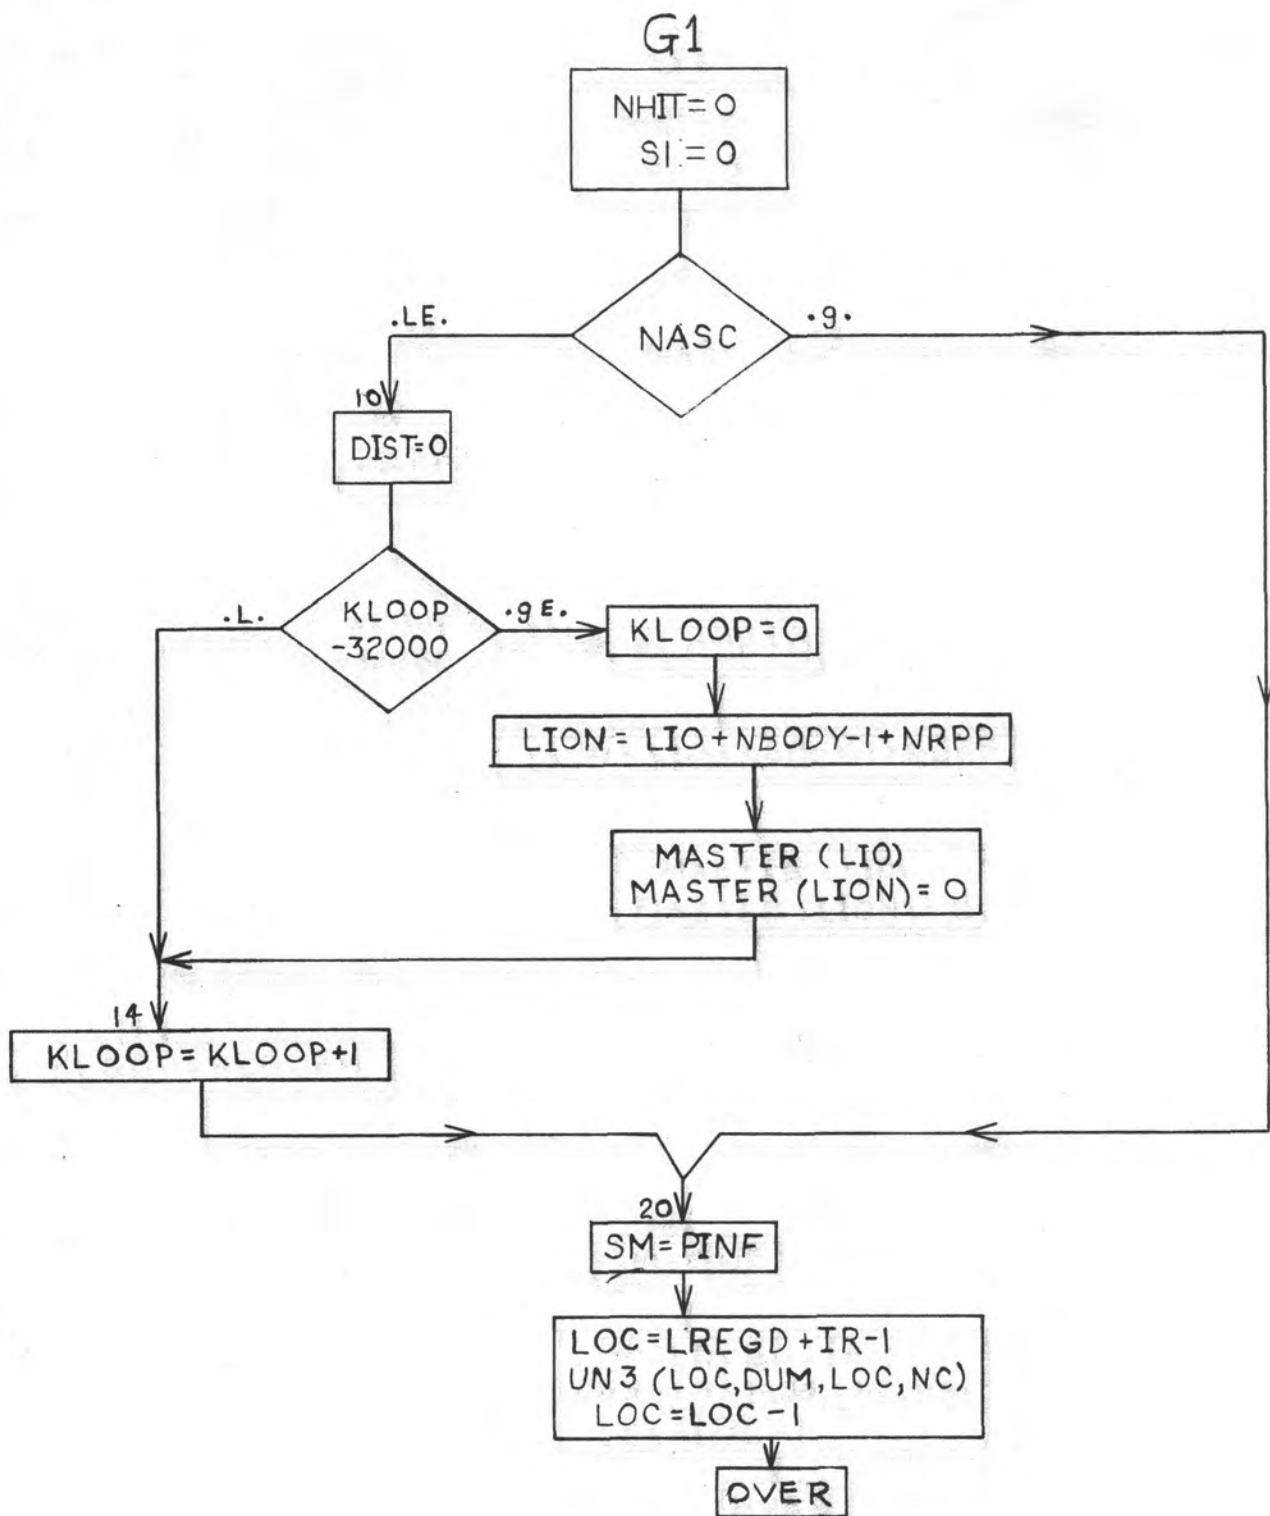 G1
NHIT = 0
S1 = 0
NASC
.LE.
.g.
10
DIST=0
KLOOP
-32000
.L.
.gE.
KLOOP = 0
LION = LIO + NBODY-1 + NRPP
MASTER (LIO)
MASTER (LION) = 0
14
KLOOP = KLOOP+1
20
SM = PINF
LOC = LREGD + IR-1
UN3 (LOC,DUM,LOC,NC)
LOC = LOC -1
OVER